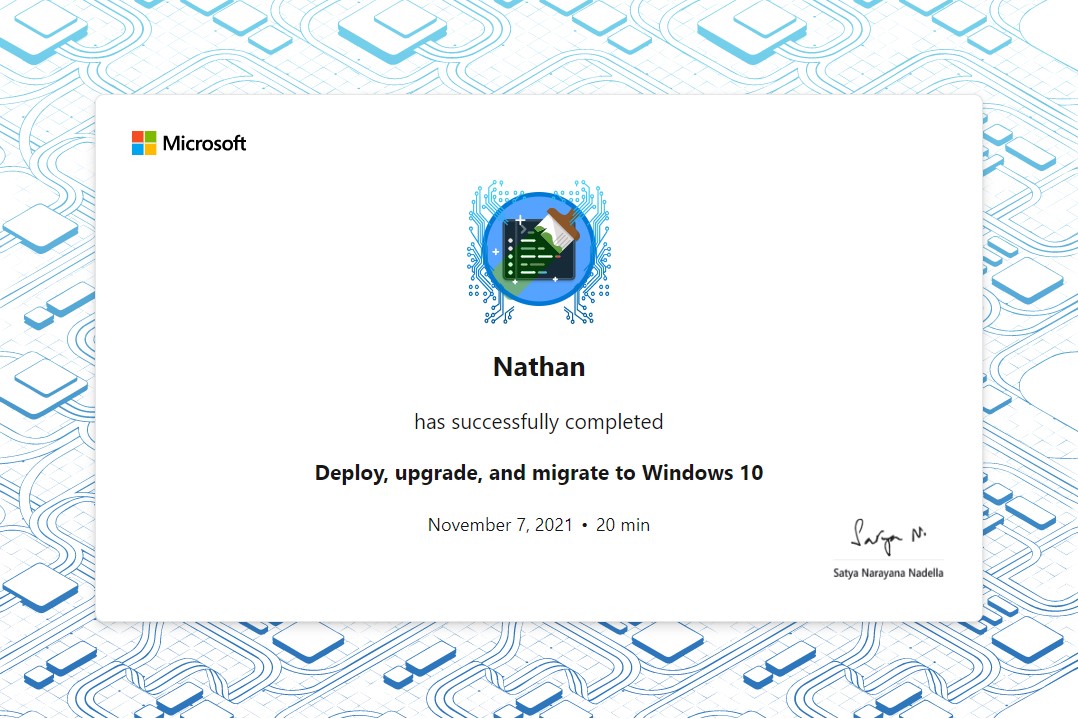 Microsoft
Nathan
has successfully completed
Deploy, upgrade, and migrate to Windows 10
November 7, 2021 • 20 min
Satya N.
Satya Narayana Nadella